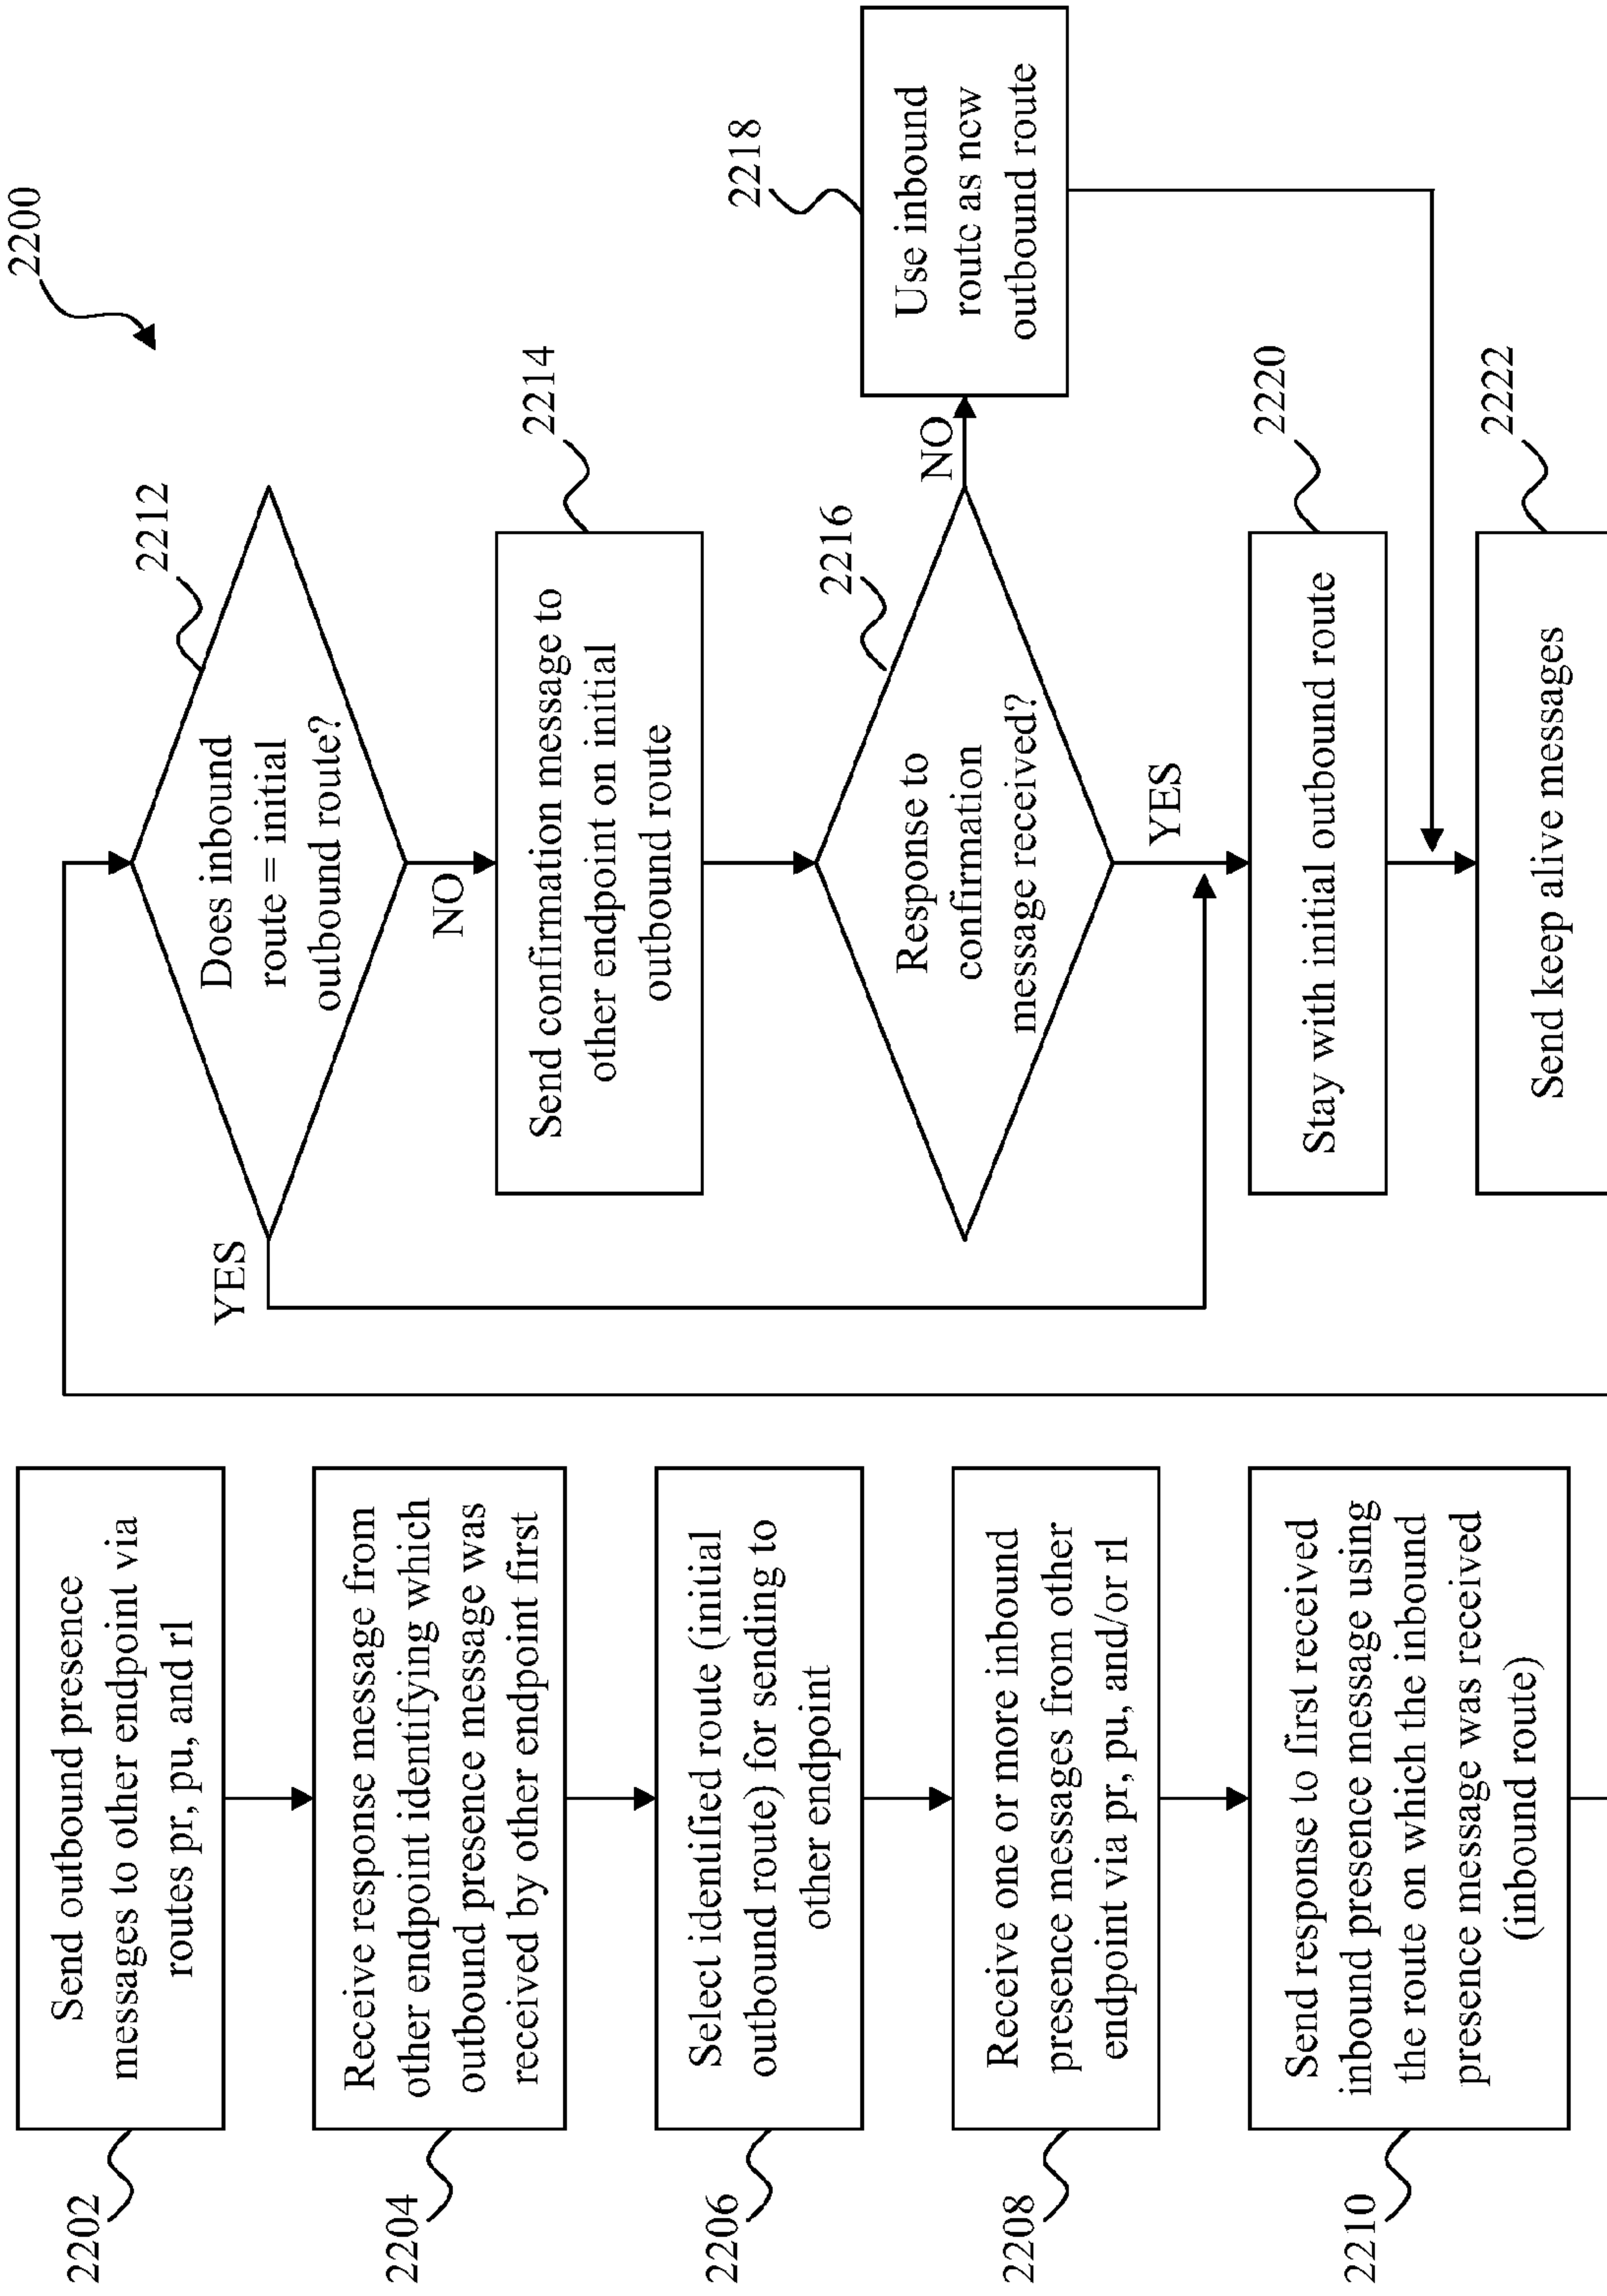 2200
2202
Send outbound presence
messages to other endpoint via
routes pr, pu, and rl
2204
Receive response message from
other endpoint identifying which
outbound presence message was
received by other endpoint first
2206
Select identified route (initial
outbound route) for sending to
other endpoint
2208
Receive one or more inbound
presence messages from other
endpoint via pr, pu, and/or rl
2210
Send response to first received
inbound presence message using
the route on which the inbound
presence message was received
(inbound route)
2212
Does inbound
route = initial
outbound route?
YES
NO
2214
Send confirmation message to
other endpoint on initial
outbound route
2216
Response to
confirmation
message received?
NO
YES
2218
Use inbound
route as new
outbound route
2220
Stay with initial outbound route
2222
Send keep alive messages